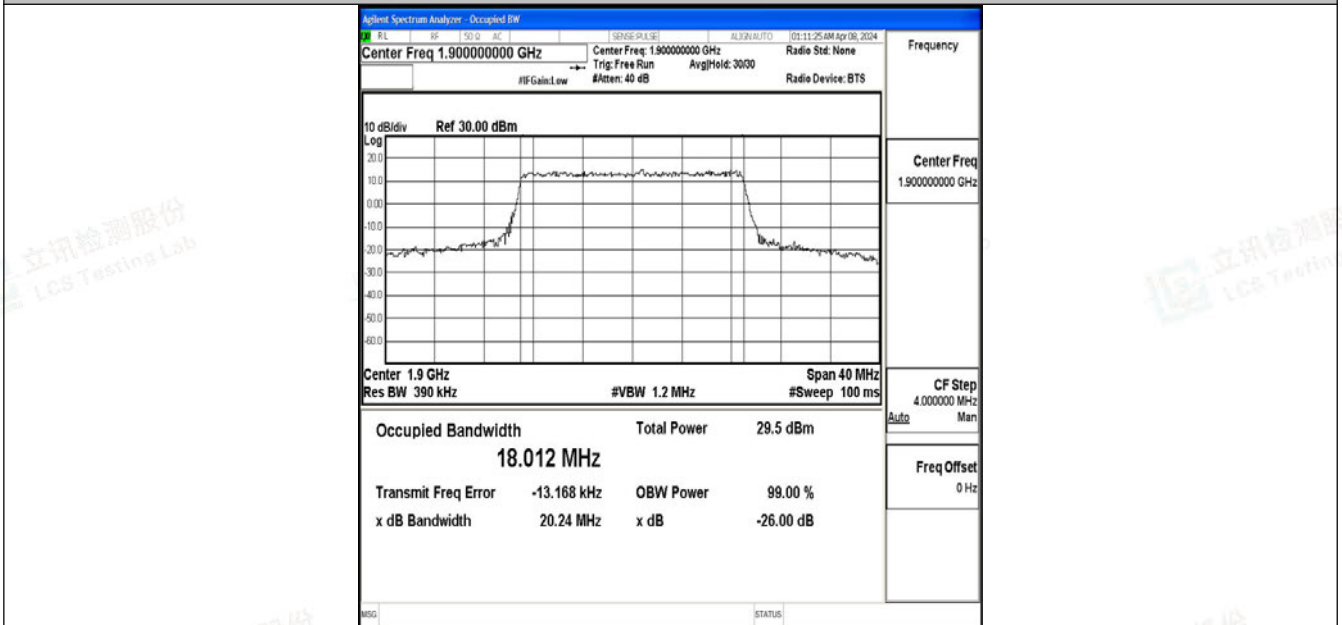 Agilent Spectrum Analyzer - Occupied BW
RL RF 50 Ω AC SENSE:PULSE ALIGNAUTO 01:11:25 AM Apr 08, 2024
Center Freq 1.900000000 GHz
Center Freq: 1.900000000 GHz
Radio Std: None
Trig: Free Run Avg|Hold: 30/30
#IFGain:Low #Atten: 40 dB Radio Device: BTS
Frequency
10 dB/div Ref 30.00 dBm
Log
20.0
10.0
0.00
-10.0
-20.0
-30.0
-40.0
-50.0
-60.0
Center 1.9 GHz Span 40 MHz
Res BW 390 kHz #VBW 1.2 MHz #Sweep 100 ms
Center Freq
1.900000000 GHz
CF Step
4.000000 MHz
Auto Man
Freq Offset
0 Hz
Occupied Bandwidth Total Power 29.5 dBm
18.012 MHz
Transmit Freq Error -13.168 kHz OBW Power 99.00 %
x dB Bandwidth 20.24 MHz x dB -26.00 dB
MSG STATUS
立讯检测股份
LCS Testing Lab